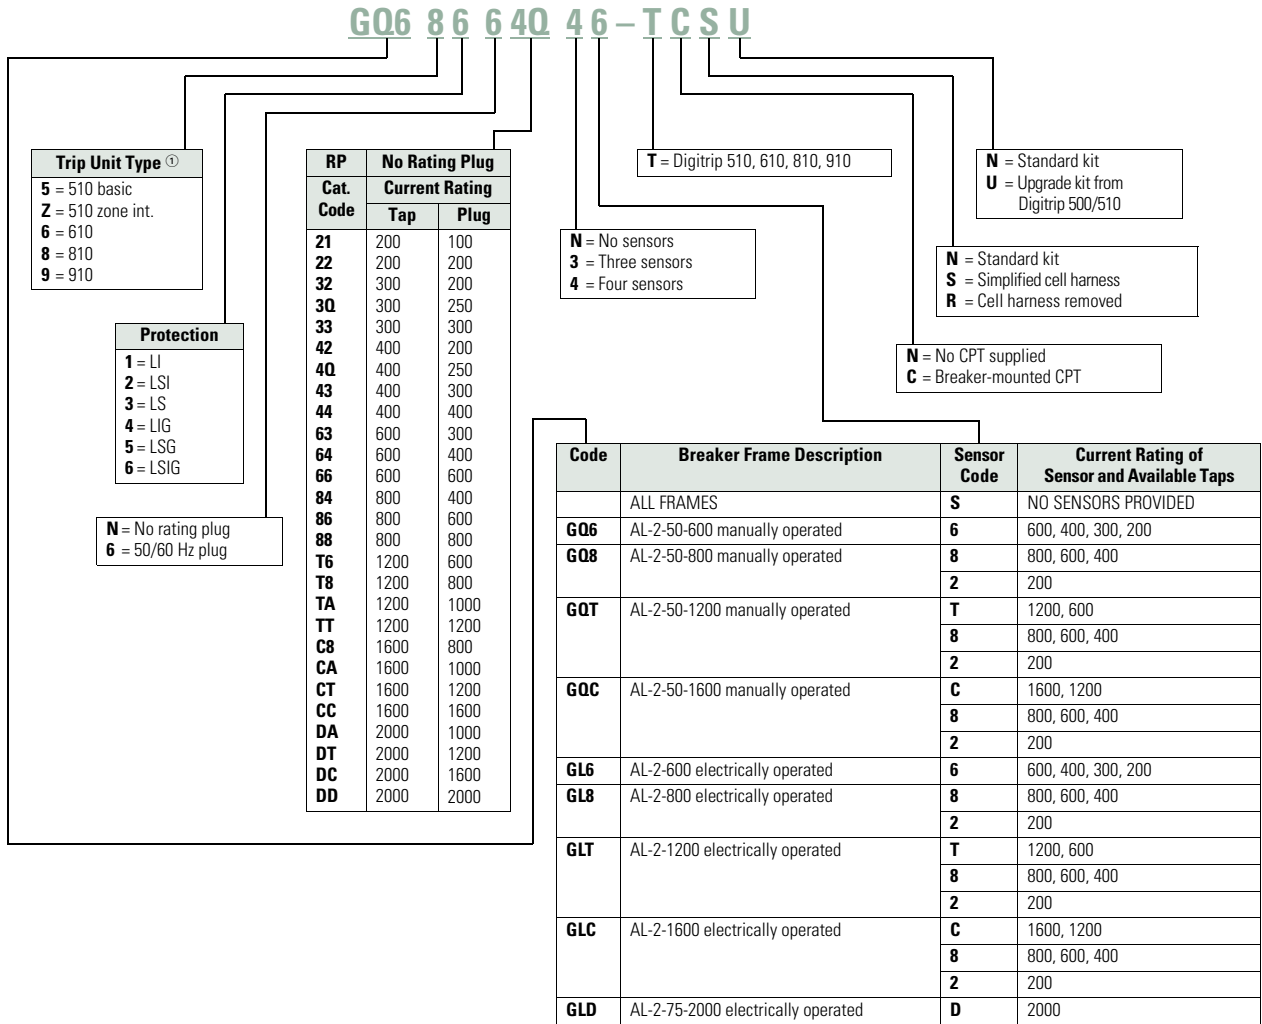 GQ6 8 6 6 4Q 4 6 – T C S U
Trip Unit Type ①
5 = 510 basic
Z = 510 zone int.
6 = 610
8 = 810
9 = 910
Protection
1 = LI
2 = LSI
3 = LS
4 = LIG
5 = LSG
6 = LSIG
N = No rating plug
6 = 50/60 Hz plug
RP No Rating Plug
Cat. Current Rating
Code Tap Plug
21 200 100
22 200 200
32 300 200
3Q 300 250
33 300 300
42 400 200
4Q 400 250
43 400 300
44 400 400
63 600 300
64 600 400
66 600 600
84 800 400
86 800 600
88 800 800
T6 1200 600
T8 1200 800
TA 1200 1000
TT 1200 1200
C8 1600 800
CA 1600 1000
CT 1600 1200
CC 1600 1600
DA 2000 1000
DT 2000 1200
DC 2000 1600
DD 2000 2000
N = No sensors
3 = Three sensors
4 = Four sensors
T = Digitrip 510, 610, 810, 910
N = Standard kit
U = Upgrade kit from
Digitrip 500/510
N = Standard kit
S = Simplified cell harness
R = Cell harness removed
N = No CPT supplied
C = Breaker-mounted CPT
Code Breaker Frame Description Sensor Current Rating of
Code Sensor and Available Taps
ALL FRAMES S NO SENSORS PROVIDED
GQ6 AL-2-50-600 manually operated 6 600, 400, 300, 200
GQ8 AL-2-50-800 manually operated 8 800, 600, 400
2 200
GQT AL-2-50-1200 manually operated T 1200, 600
8 800, 600, 400
2 200
GQC AL-2-50-1600 manually operated C 1600, 1200
8 800, 600, 400
2 200
GL6 AL-2-600 electrically operated 6 600, 400, 300, 200
GL8 AL-2-800 electrically operated 8 800, 600, 400
2 200
GLT AL-2-1200 electrically operated T 1200, 600
8 800, 600, 400
2 200
GLC AL-2-1600 electrically operated C 1600, 1200
8 800, 600, 400
2 200
GLD AL-2-75-2000 electrically operated D 2000